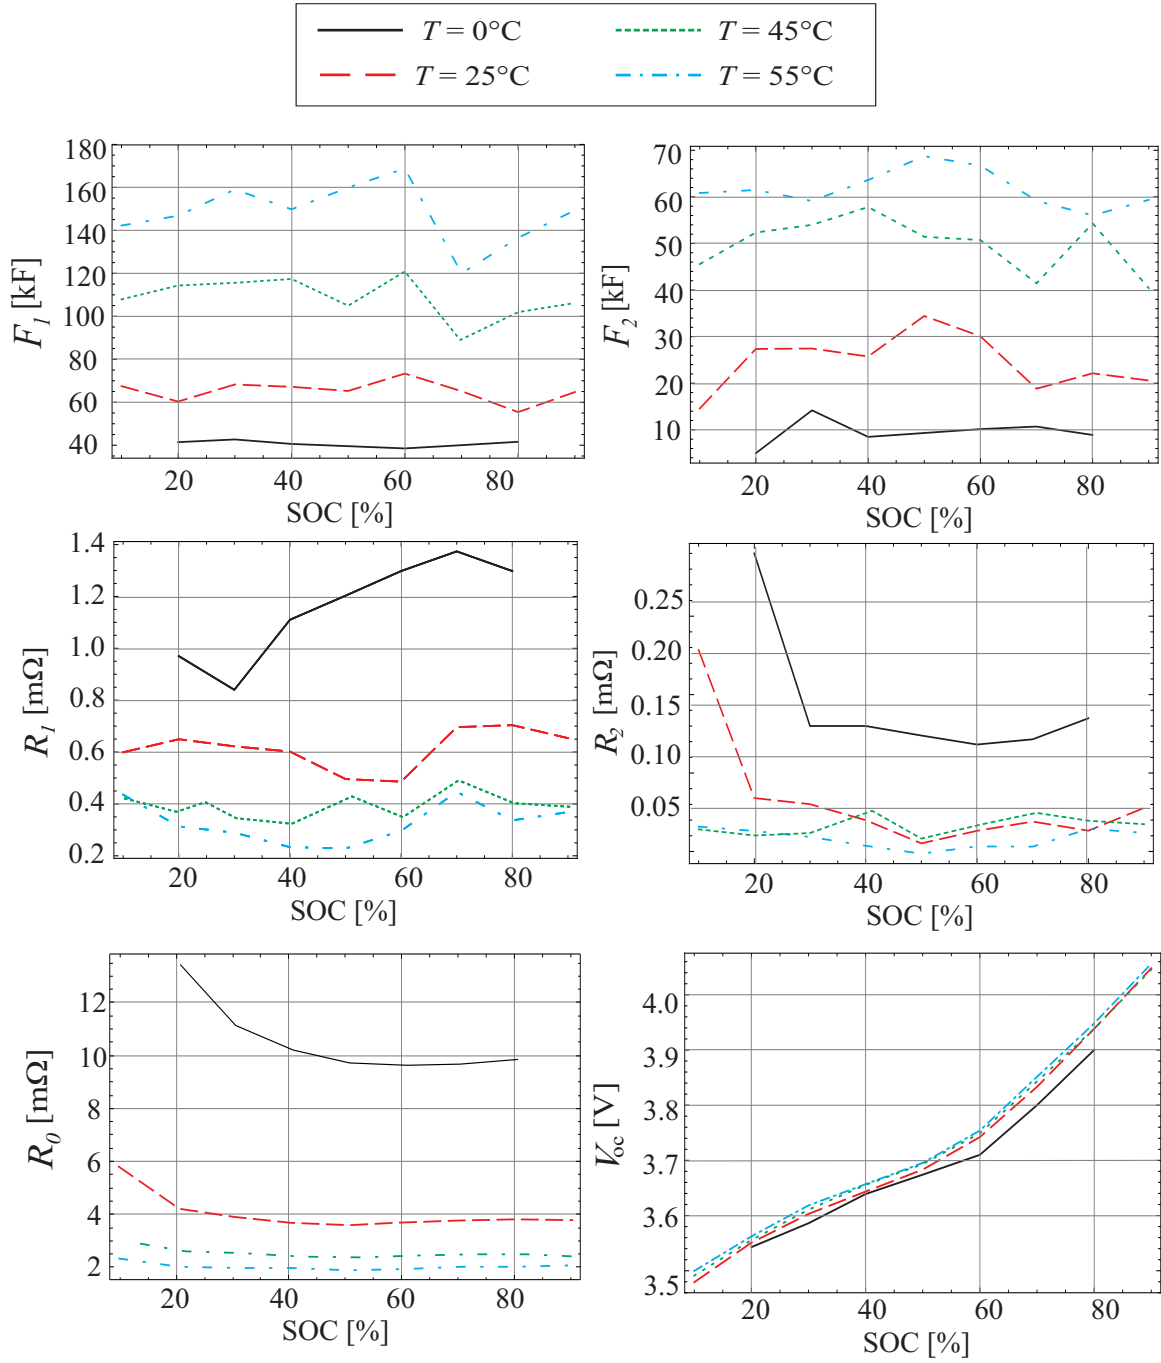 T = 0°C
T = 45°C
T = 25°C
T = 55°C
180
160
140
120
100
80
60
40
F1 [kF]
20 40 60 80
SOC [%]
70
60
50
40
30
20
10
F2 [kF]
20 40 60 80
SOC [%]
1.4
1.2
1.0
0.8
0.6
0.4
0.2
R1 [mΩ]
20 40 60 80
SOC [%]
0.25
0.20
0.15
0.10
0.05
R2, [mΩ]
20 40 60 80
SOC [%]
12
10
8
6
4
2
R0 [mΩ]
20 40 60 80
SOC [%]
4.0
3.9
3.8
3.7
3.6
3.5
Voc [V]
20 40 60 80
SOC [%]